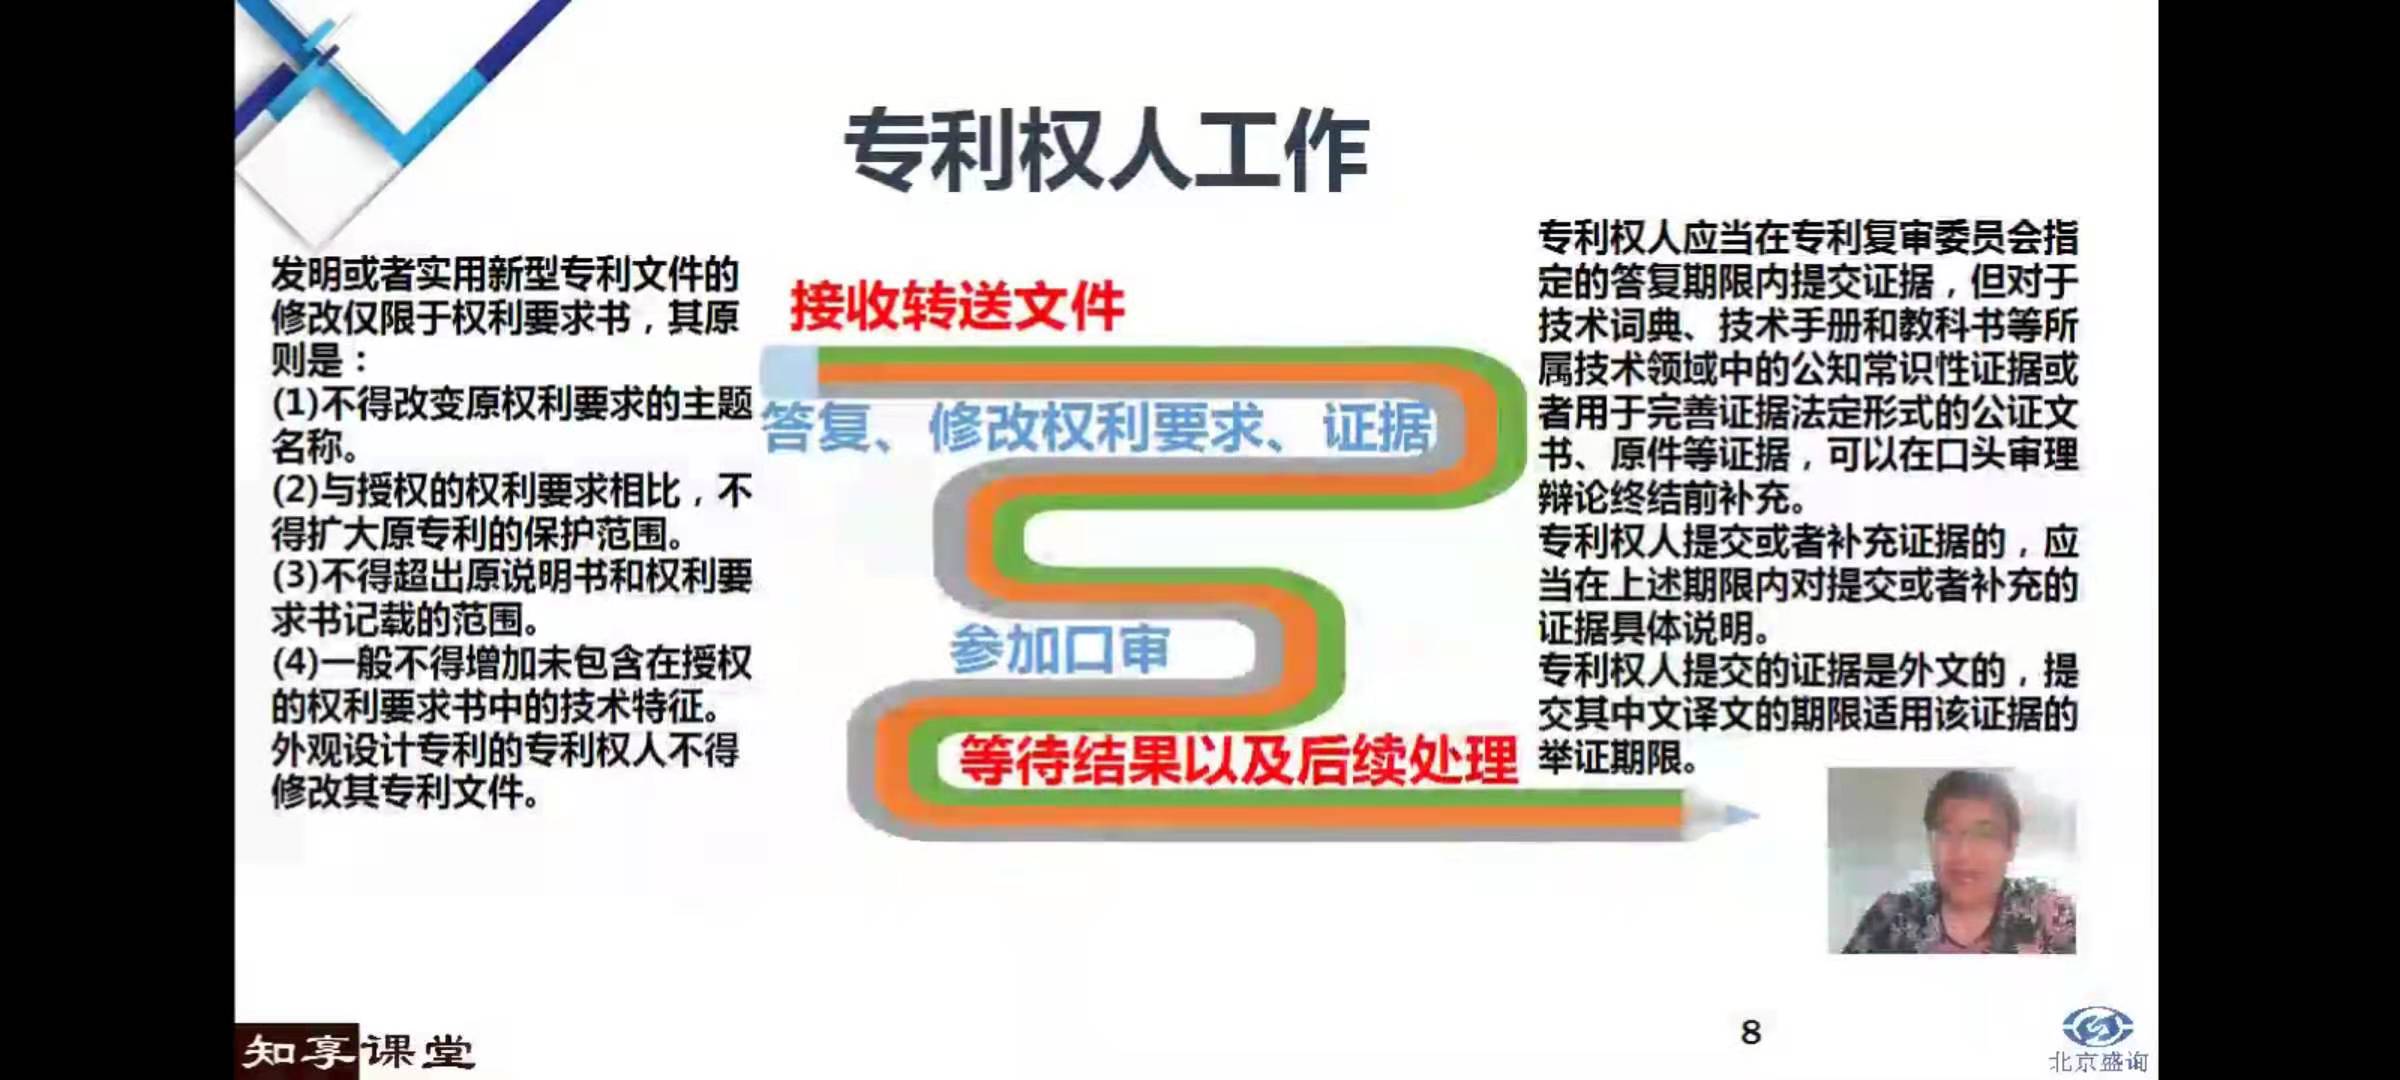 专利权人工作
发明或者实用新型专利文件的
修改仅限于权利要求书，其原
则是：
(1)不得改变原权利要求的主题
名称。
(2)与授权的权利要求相比，不
得扩大原专利的保护范围。
(3)不得超出原说明书和权利要
求书记载的范围。
(4)一般不得增加未包含在授权
的权利要求书中的技术特征。
外观设计专利的专利权人不得
修改其专利文件。
接收转送文件
答复、修改权利要求、证据
参加口审
等待结果以及后续处理
专利权人应当在专利复审委员会指
定的答复期限内提交证据，但对于
技术词典、技术手册和教科书等所
属技术领域中的公知常识性证据或
者用于完善证据法定形式的公证文
书、原件等证据，可以在口头审理
辩论终结前补充。
专利权人提交或者补充证据的，应
当在上述期限内对提交或者补充的
证据具体说明。
专利权人提交的证据是外文的，提
交其中文译文的期限适用该证据的
举证期限。
知享课堂
8
北京盛询